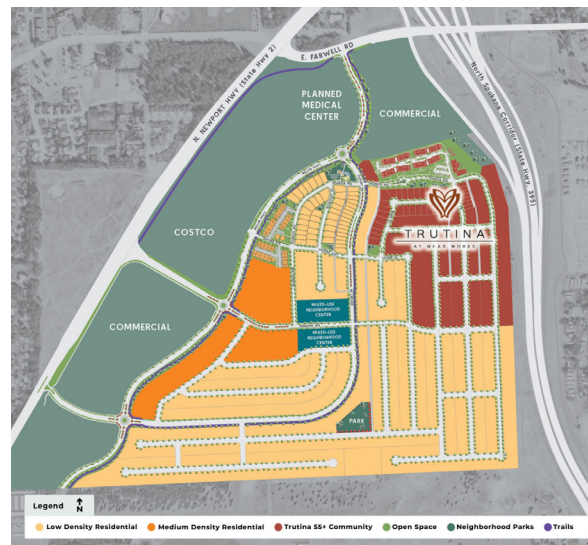 E. FARWELL RD
N. NEWPORT HWY (State Hwy 2)
North Spokane Corridor (State Hwy. 395)
PLANNED
MEDICAL
CENTER
COMMERCIAL
TRUTINA
AT MEAD WORKS
COSTCO
COMMERCIAL
MIXED-USE
NEIGHBORHOOD
CENTER
MIXED-USE
NEIGHBORHOOD
CENTER
PARK
Legend
N
Low Density Residential
Medium Density Residential
Trutina 55+ Community
Open Space
Neighborhood Parks
Trails